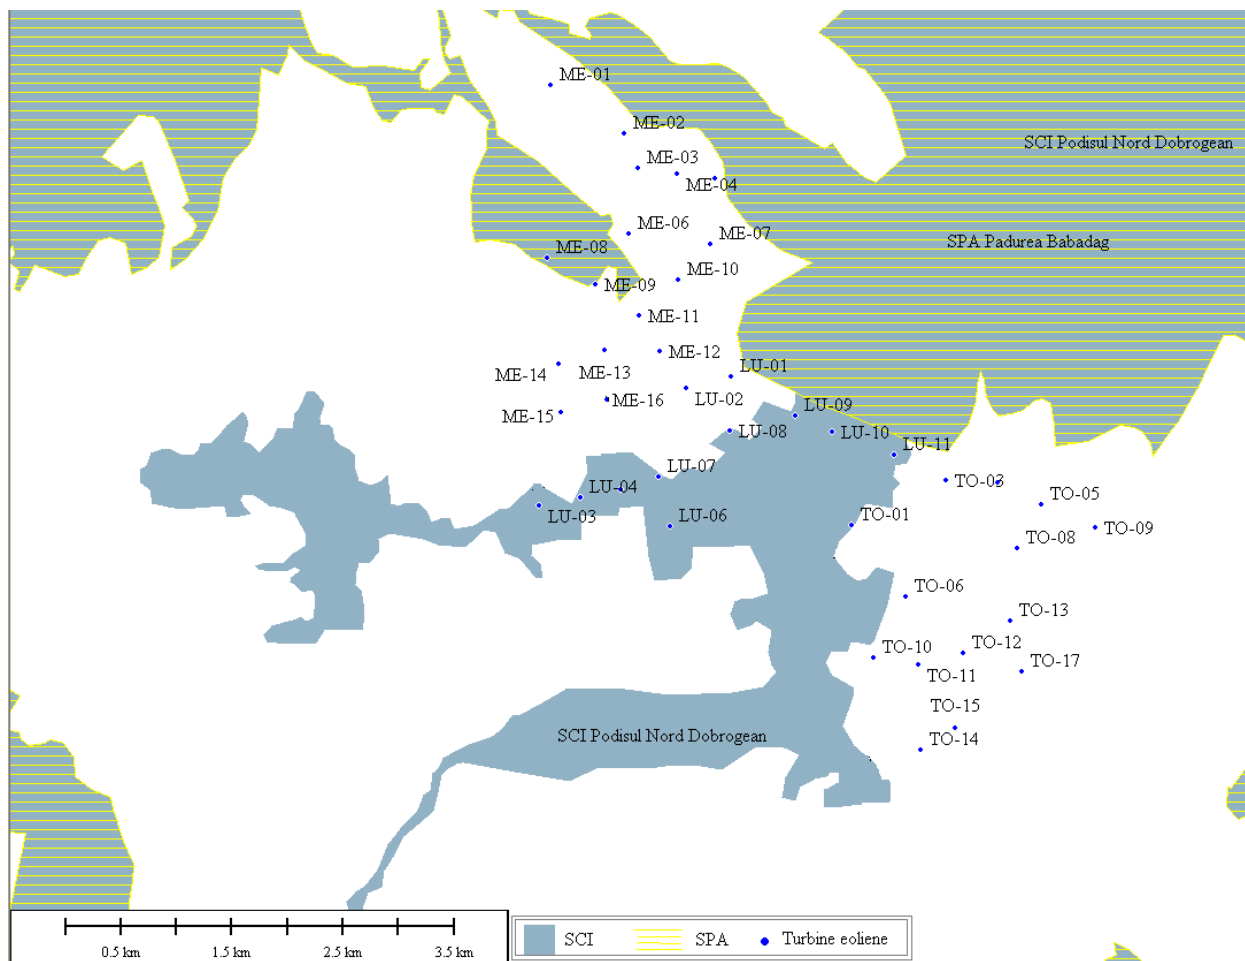 ME-01
ME-02
SCI Podisul Nord Dobrogean
ME-03
ME-04
ME-06
ME-07
SPA Padurea Babadag
ME-08
ME-10
ME-09
ME-11
ME-12
LU-01
ME-13
ME-14
LU-02
ME-16
LU-09
ME-15
LU-08
LU-10
LU-11
LU-07
TO-03
LU-04
TO-05
LU-03
TO-01
LU-06
TO-09
TO-08
TO-06
TO-13
TO-10
TO-12
TO-17
TO-11
TO-15
SCI Podisul Nord Dobrogean
TO-14
SCI
SPA
Turbine eoliene
0.5 km
1.5 km
2.5 km
3.5 km